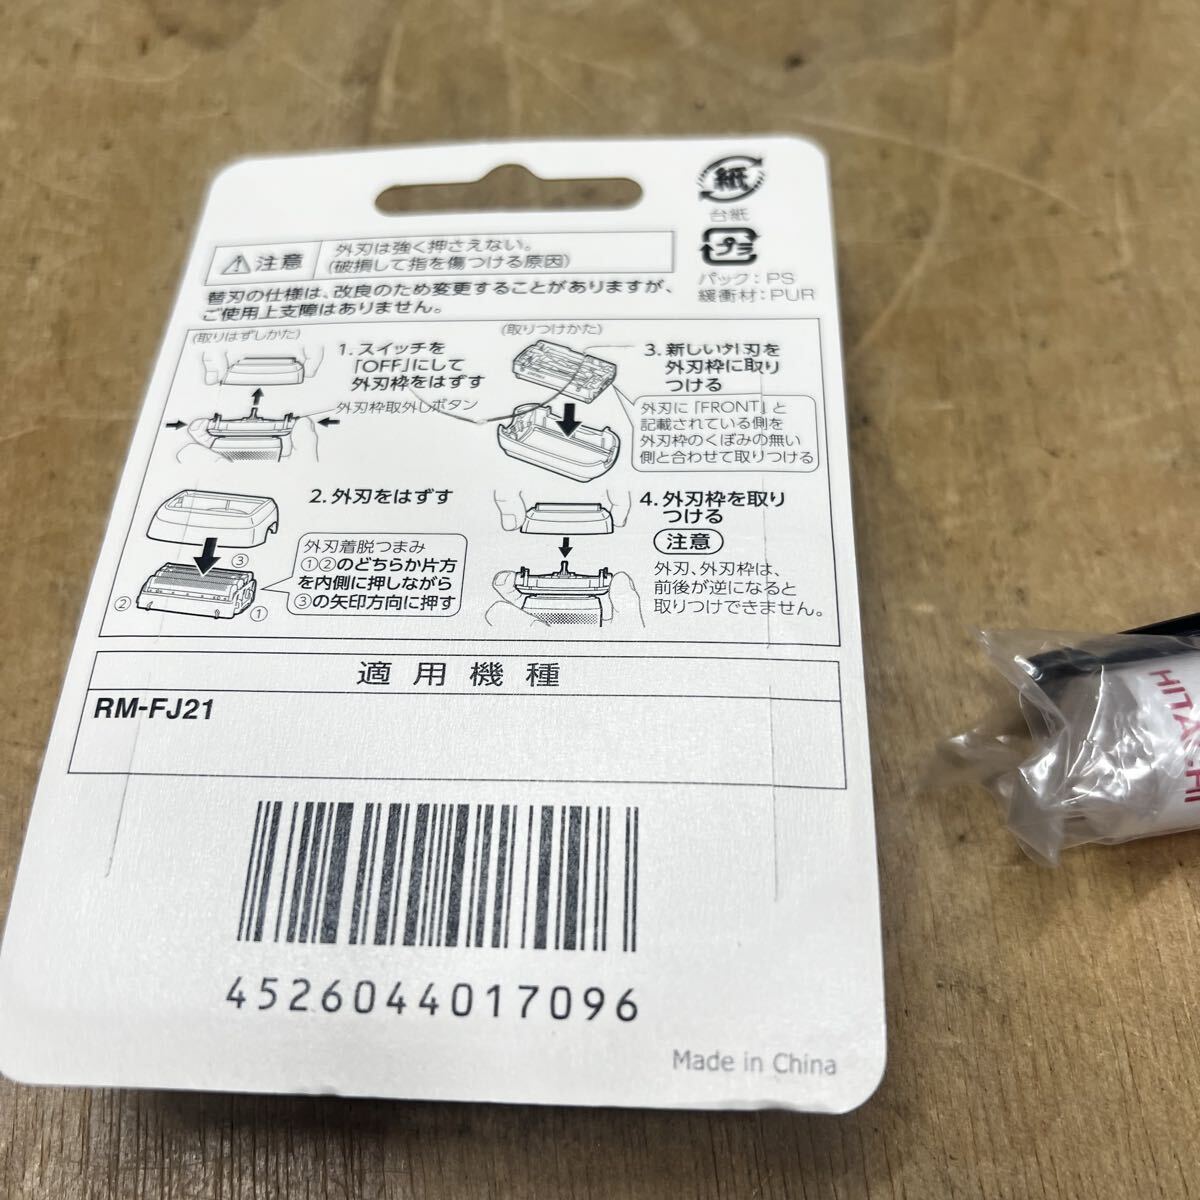 紙
台紙
プラ
パック：PS
緩衝材：PUR
注意
外刃は強く押さえない。
(破損して指を傷つける原因)
替刃の仕様は、改良のため変更することがありますが、
ご使用上支障はありません。
(取りはずしかた)
1. スイッチを
「OFF」にして
外刃枠をはずす
外刃枠取外しボタン
2. 外刃をはずす
外刃着脱つまみ
①②のどちらか片方
を内側に押しながら
③の矢印方向に押す
③
②
①
(取りつけかた)
3. 新しい外刃を
外刃枠に取り
つける
外刃に「FRONT」と
記載されている側を
外刃枠のくぼみの無い
側と合わせて取りつける
4. 外刃枠を取り
つける
注意
外刃、外刃枠は、
前後が逆になると
取りつけできません。
適用機種
RM-FJ21
4526044017096
Made in China
HITACHI